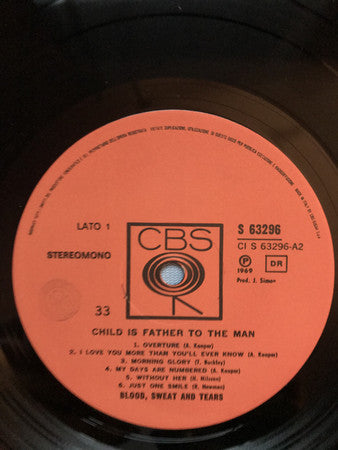 LATO 1
STEREOMONO
33
CBS
S 63296
CI S 63296-A2
P
1969
DR
Prod. J. Simon
CHILD IS FATHER TO THE MAN
1. OVERTURE (A. Kooper)
2. I LOVE YOU MORE THAM YOU'LL EVER KNOW (A. Kooper)
3. MORNING GLORY (T. Buckley)
4. MY DAYS ARE NUMBERED (A. Kooper)
5. WITHOUT HER (H. Nilsson)
6. JUST ONE SMILE (R. Newman)
BLOOD, SWEAT AND TEARS